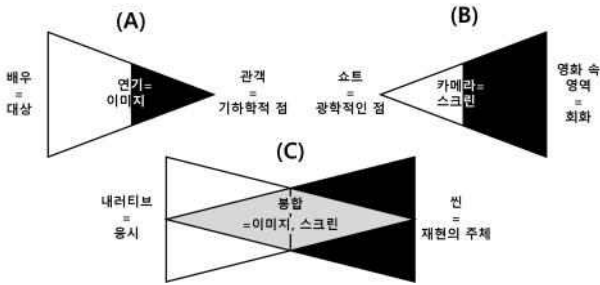 (A)
배우
=
대상
연기=
이미지
관객
=
기하학적 점
(B)
쇼트
=
광학적인 점
카메라=
스크린
영화 속
영역
=
회화
(C)
내러티브
=
응시
봉합
=이미지, 스크린
씬
=
재현의 주체